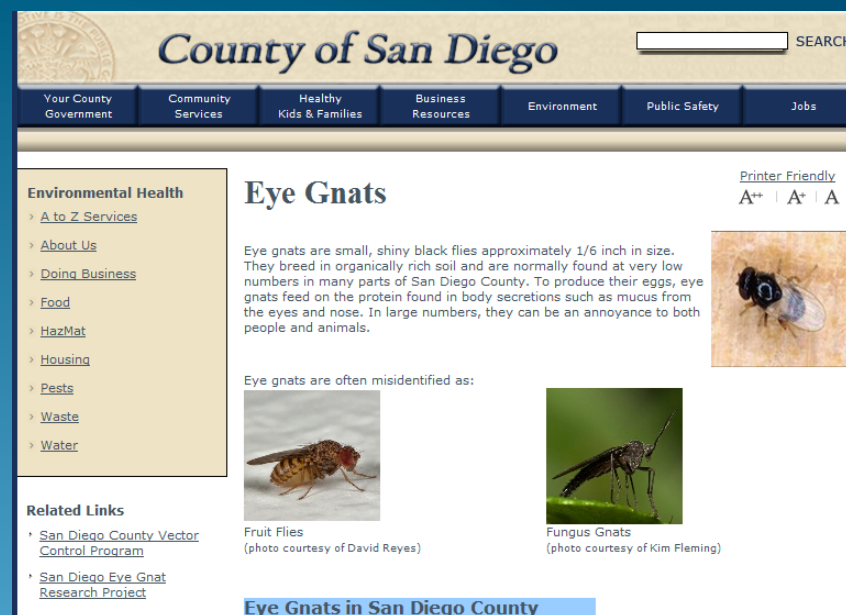 County of San Diego
SEARCH
Your County Government
Community Services
Healthy Kids & Families
Business Resources
Environment
Public Safety
Jobs
Environmental Health
A to Z Services
About Us
Doing Business
Food
HazMat
Housing
Pests
Waste
Water
Related Links
San Diego County Vector
Control Program
San Diego Eye Gnat
Research Project
Eye Gnats
Printer Friendly
A++ | A+ | A
Eye gnats are small, shiny black flies approximately 1/6 inch in size.
They breed in organically rich soil and are normally found at very low
numbers in many parts of San Diego County. To produce their eggs, eye
gnats feed on the protein found in body secretions such as mucus from
the eyes and nose. In large numbers, they can be an annoyance to both
people and animals.
Eye gnats are often misidentified as:
Fruit Flies
(photo courtesy of David Reyes)
Fungus Gnats
(photo courtesy of Kim Fleming)
Eye Gnats in San Diego County